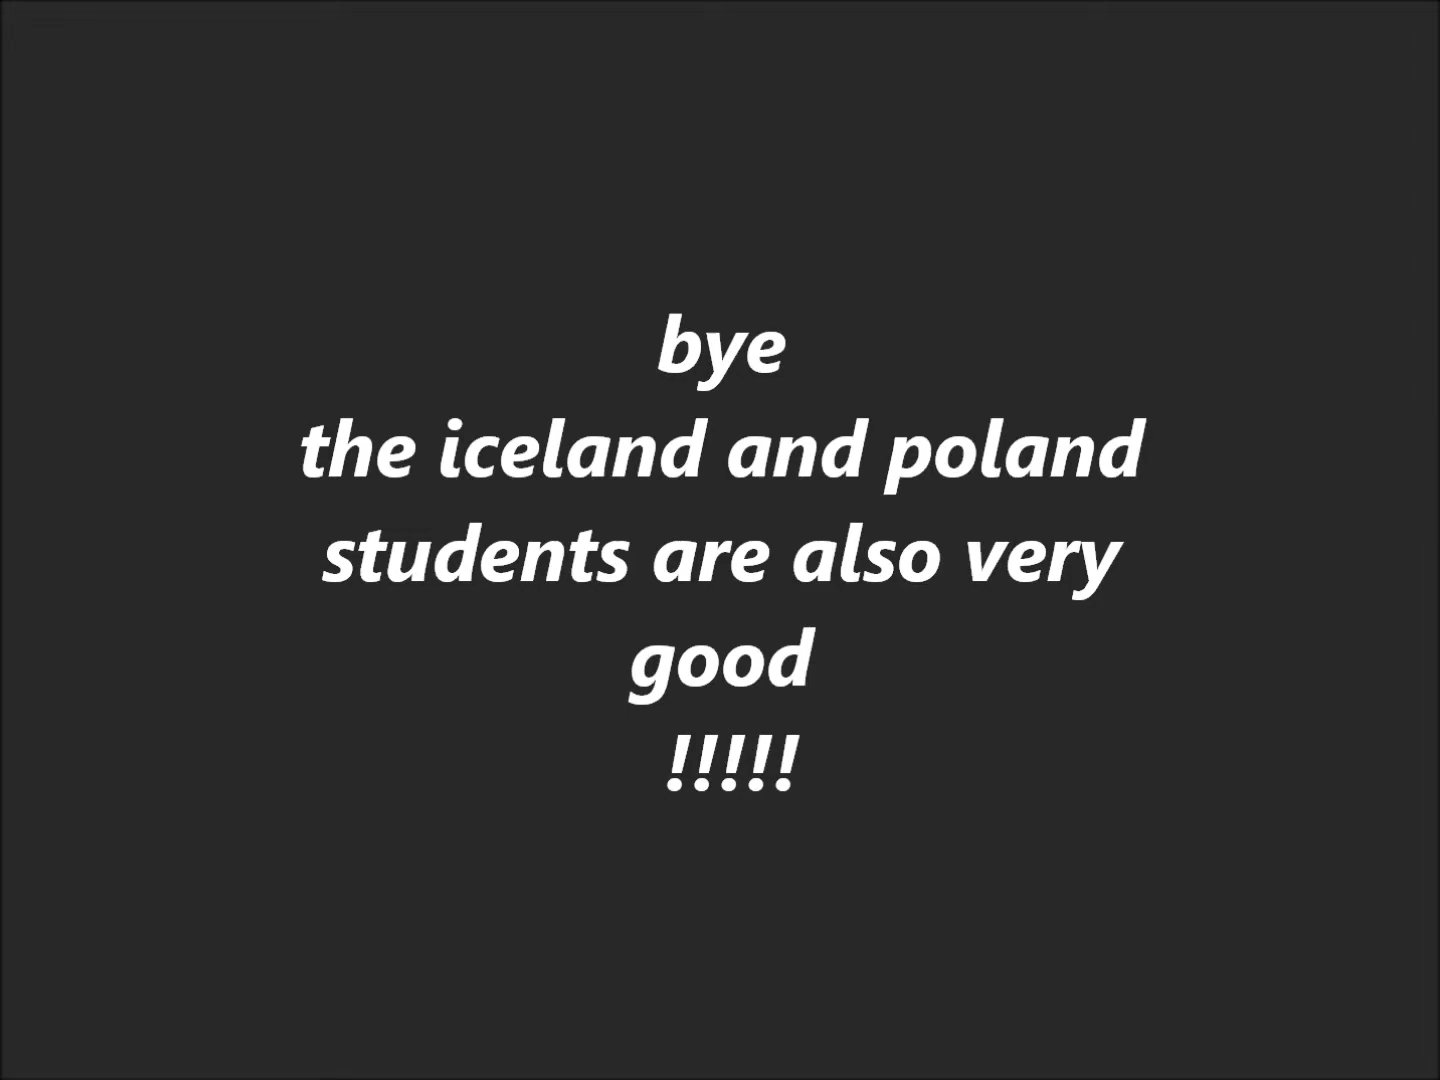 bye
the iceland and poland
students are also very
good
!!!!!